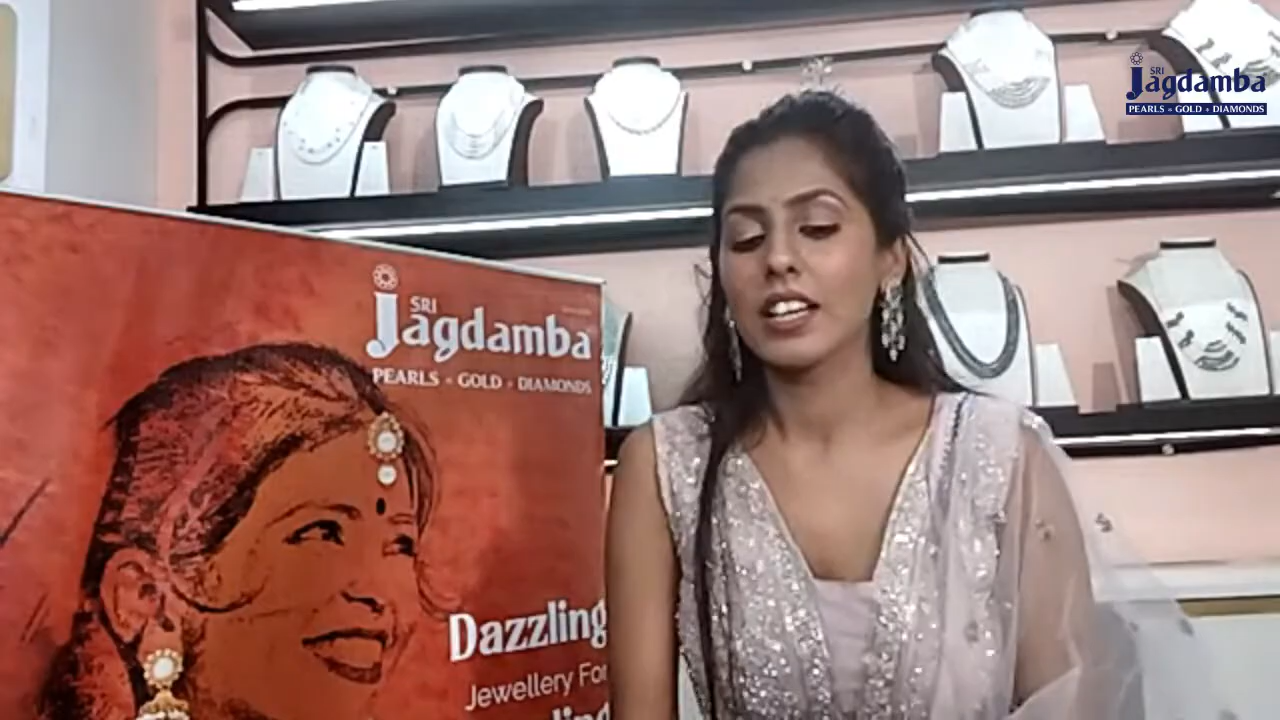 SRI
Jagdamba
PEARLS • GOLD • DIAMONDS
SRI
Jagdamba
PEARLS • GOLD • DIAMONDS
Dazzling
Jewellery For